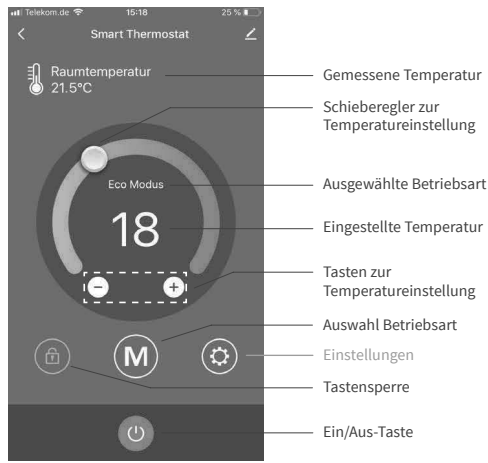 Telekom.de 15:18 25 %
Smart Thermostat
Raumtemperatur
21.5°C
Gemessene Temperatur
Schieberegler zur
Temperatureinstellung
Eco Modus
Ausgewählte Betriebsart
18
Eingestellte Temperatur
Tasten zur
Temperatureinstellung
− +
Auswahl Betriebsart
M
Einstellungen
Tastensperre
Ein/Aus-Taste